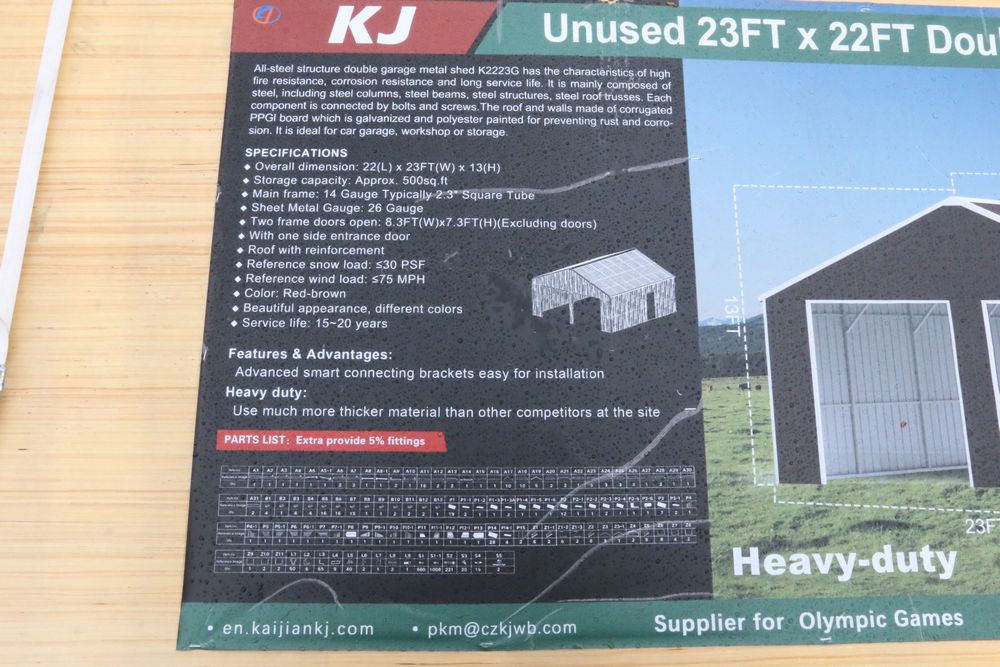 KJ
Unused 23FT x 22FT Dou
All-steel structure double garage metal shed K2223G has the characteristics of high
fire resistance, corrosion resistance and long service life. It is mainly composed of
steel, including steel columns, steel beams, steel structures, steel roof trusses. Each
component is connected by bolts and screws.The roof and walls made of corrugated
PPGI board which is galvanized and polyester painted for preventing rust and corro-
sion. It is ideal for car garage, workshop or storage.
SPECIFICATIONS
◆ Overall dimension: 22(L) x 23FT(W) x 13(H)
◆ Storage capacity: Approx. 500sq.ft
◆ Main frame: 14 Gauge Typically 2.3" Square Tube
◆ Sheet Metal Gauge: 26 Gauge
◆ Two frame doors open: 8.3FT(W)x7.3FT(H)(Excluding doors)
◆ With one side entrance door
◆ Roof with reinforcement
◆ Reference snow load: ≤30 PSF
◆ Reference wind load: ≤75 MPH
◆ Color: Red-brown
◆ Beautiful appearance, different colors
◆ Service life: 15~20 years
Features & Advantages:
Advanced smart connecting brackets easy for installation
Heavy duty:
Use much more thicker material than other competitors at the site
PARTS LIST: Extra provide 5% fittings
13FT
23F
Heavy-duty
• en.kaijiankj.com • pkm@czkjwb.com
Supplier for Olympic Games